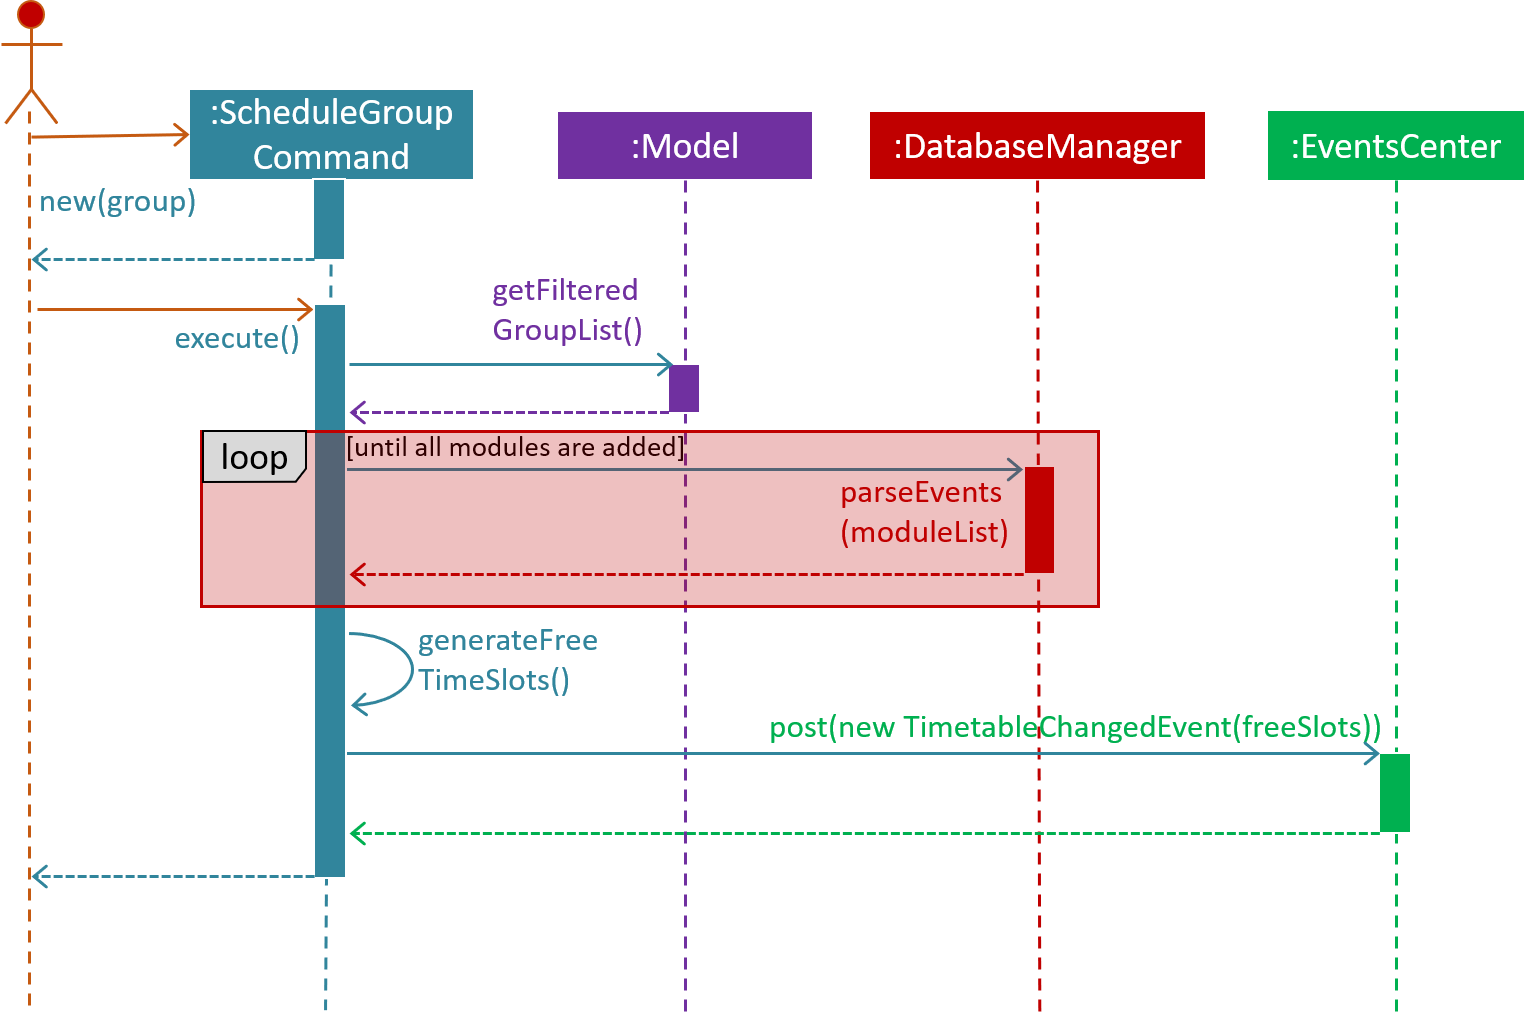 :ScheduleGroup
Command
:Model
:DatabaseManager
:EventsCenter
new(group)
getFiltered
GroupList()
execute()
loop
[until all modules are added]
parseEvents
(moduleList)
generateFree
TimeSlots()
post(new TimetableChangedEvent(freeSlots))